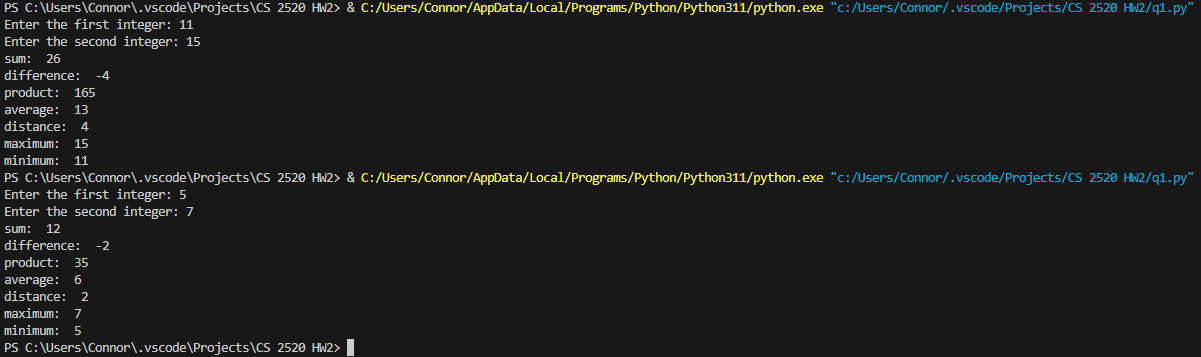 PS C:\Users\Connor\.vscode\Projects\CS 2520 HW2> & C:/Users/Connor/AppData/Local/Programs/Python/Python311/python.exe "c:/Users/Connor/.vscode/Projects/CS 2520 HW2/q1.py"
Enter the first integer: 11
Enter the second integer: 15
sum:  26
difference:  -4
product:  165
average:  13
distance:  4
maximum:  15
minimum:  11
PS C:\Users\Connor\.vscode\Projects\CS 2520 HW2> & C:/Users/Connor/AppData/Local/Programs/Python/Python311/python.exe "c:/Users/Connor/.vscode/Projects/CS 2520 HW2/q1.py"
Enter the first integer: 5
Enter the second integer: 7
sum:  12
difference:  -2
product:  35
average:  6
distance:  2
maximum:  7
minimum:  5
PS C:\Users\Connor\.vscode\Projects\CS 2520 HW2>